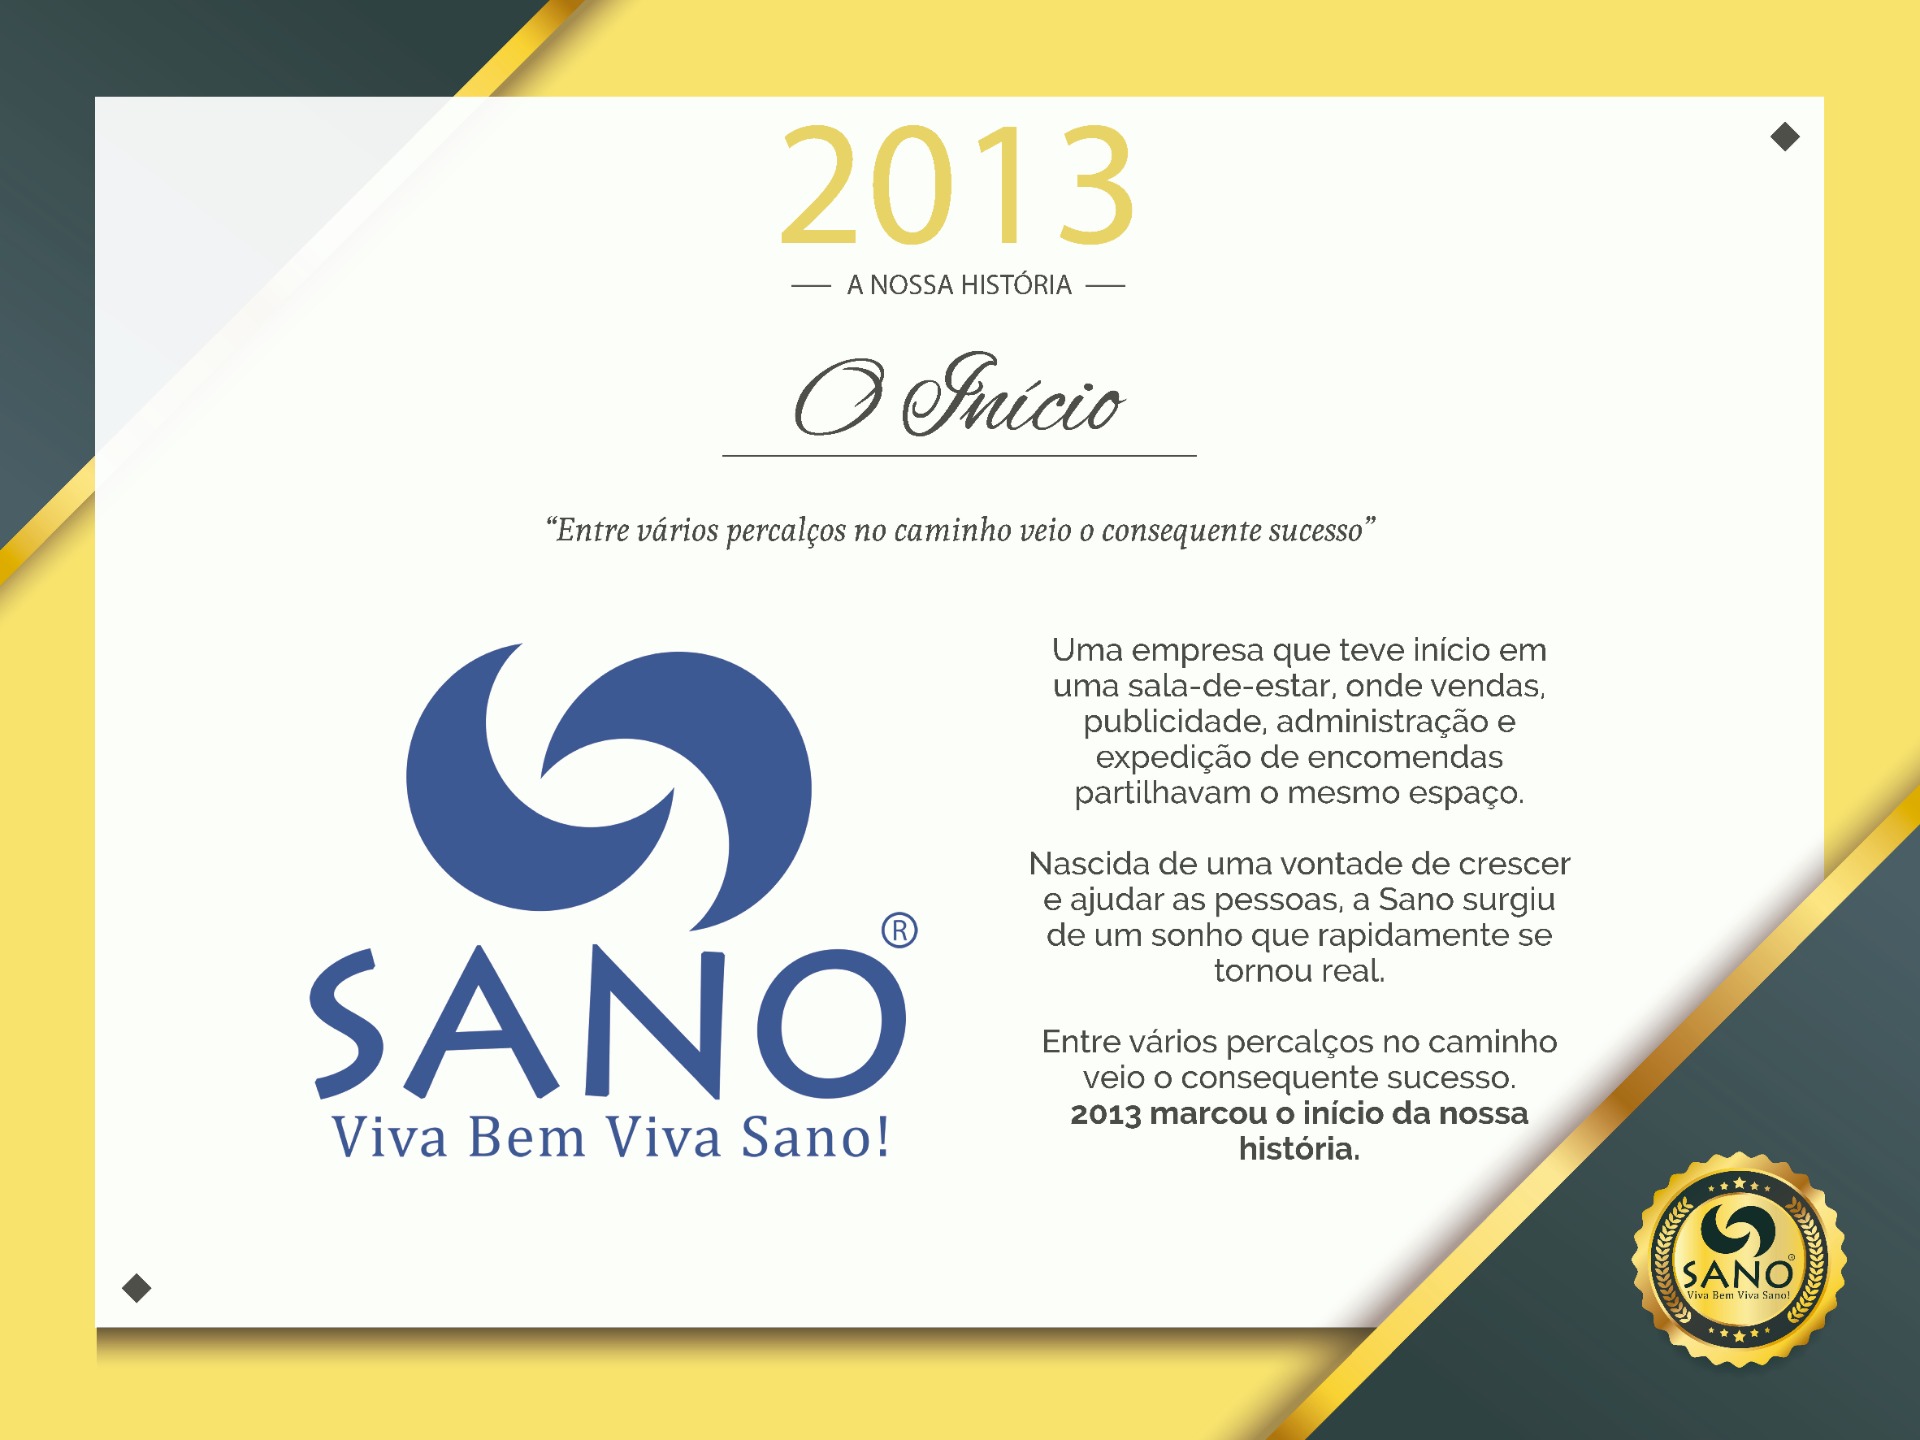 2013
A NOSSA HISTÓRIA
O Início
“Entre vários percalços no caminho veio o consequente sucesso”
Uma empresa que teve início em
uma sala-de-estar, onde vendas,
publicidade, administração e
expedição de encomendas
partilhavam o mesmo espaço.
Nascida de uma vontade de crescer
e ajudar as pessoas, a Sano surgiu
de um sonho que rapidamente se
tornou real.
Entre vários percalços no caminho
veio o consequente sucesso.
2013 marcou o início da nossa
história.
SANO®
Viva Bem Viva Sano!
SANO®
Viva Bem Viva Sano!